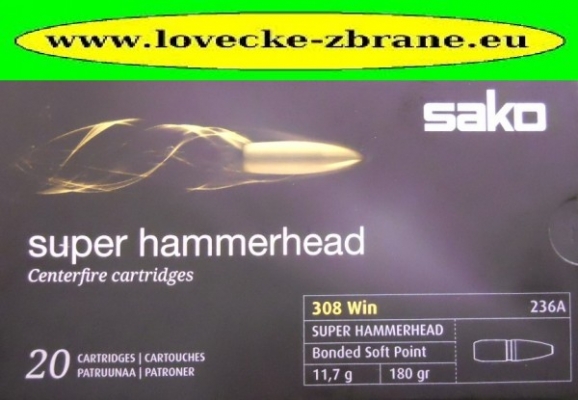 www.lovecke-zbrane.eu
sako
super hammerhead
Centerfire cartridges
308 Win 236A
SUPER HAMMERHEAD
Bonded Soft Point
11,7 g 180 gr
20 CARTRIDGES | CARTOUCHES
PATRUUNAA | PATRONER